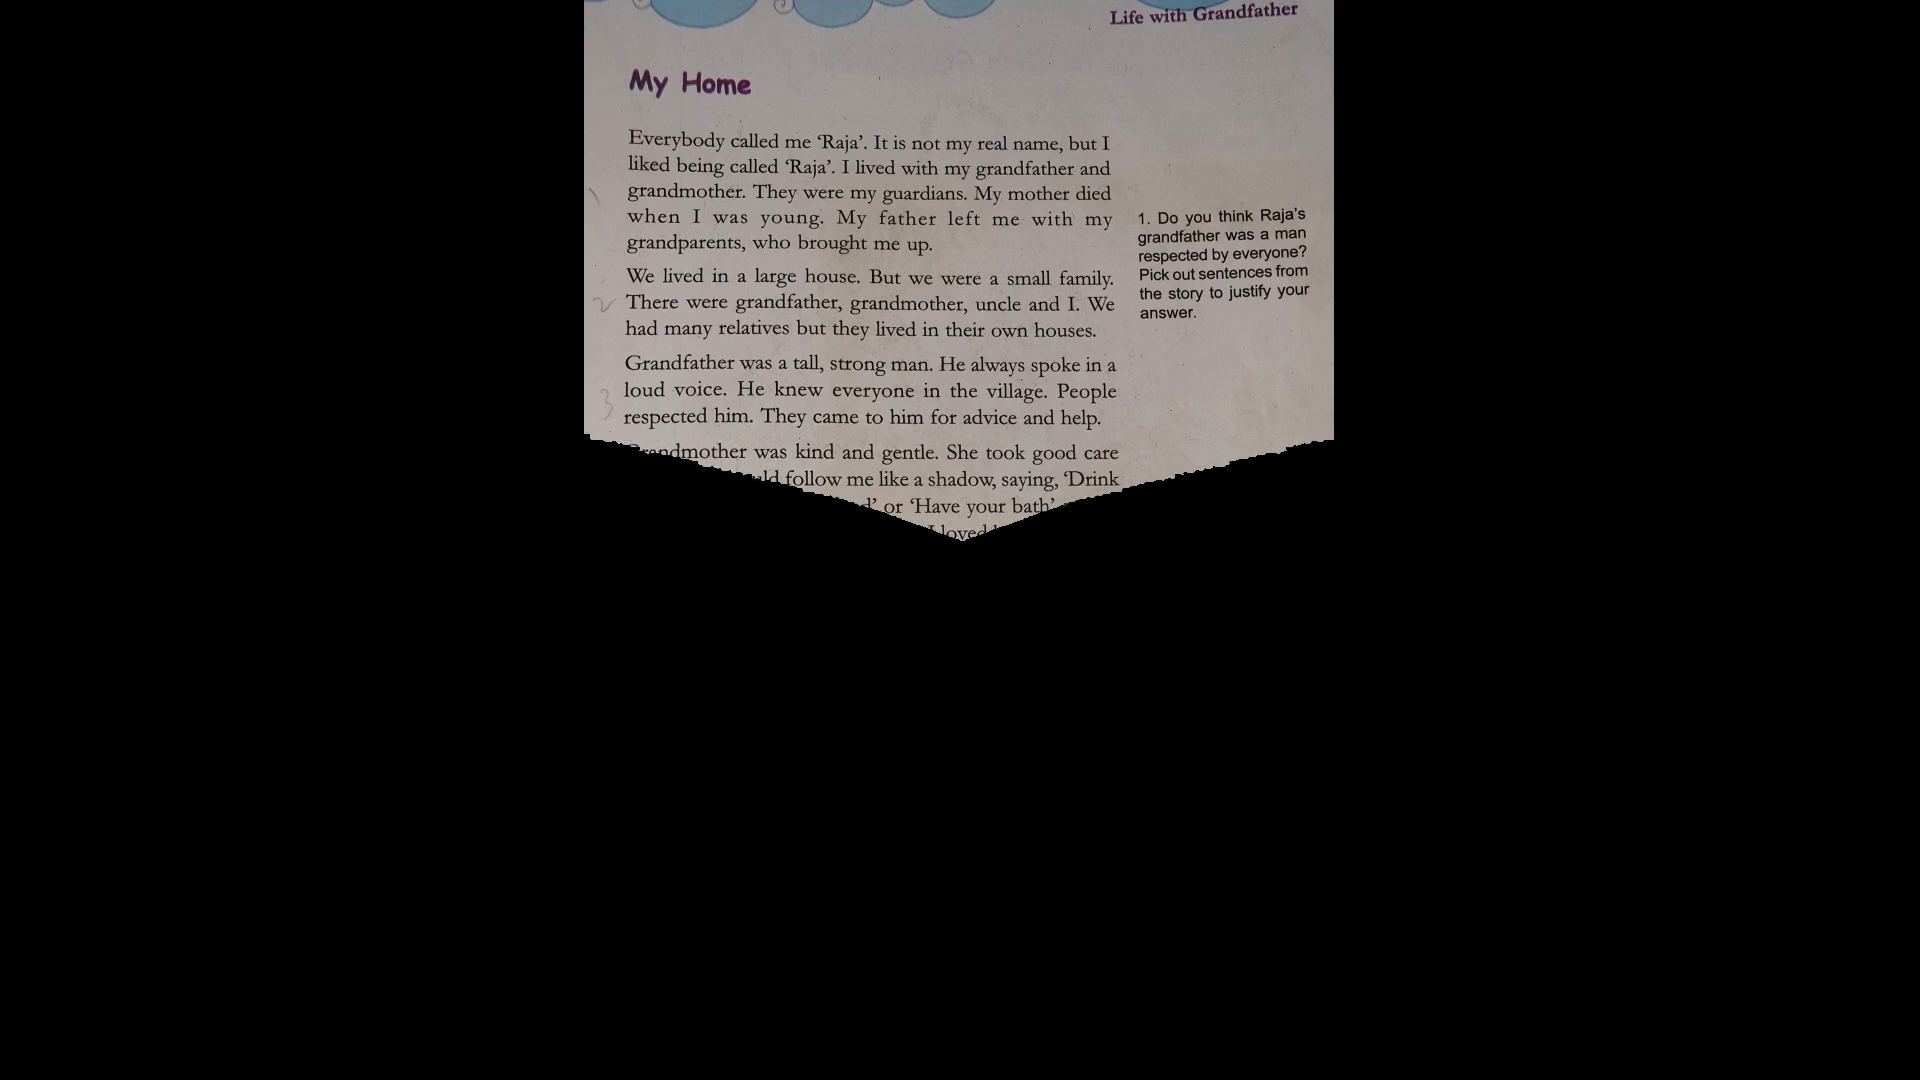 Life with Grandfather
My Home
Everybody called me ‘Raja’. It is not my real name, but I
liked being called ‘Raja’. I lived with my grandfather and
grandmother. They were my guardians. My mother died
when I was young. My father left me with my
grandparents, who brought me up.
We lived in a large house. But we were a small family.
There were grandfather, grandmother, uncle and I. We
had many relatives but they lived in their own houses.
Grandfather was a tall, strong man. He always spoke in a
loud voice. He knew everyone in the village. People
respected him. They came to him for advice and help.
was kind and gentle. She took good care
follow me like a shadow, saying, ‘Drink
or ‘Have your bath’
loved
1. Do you think Raja's
grandfather was a man
respected by everyone?
Pick out sentences from
the story to justify your
answer.
2
3